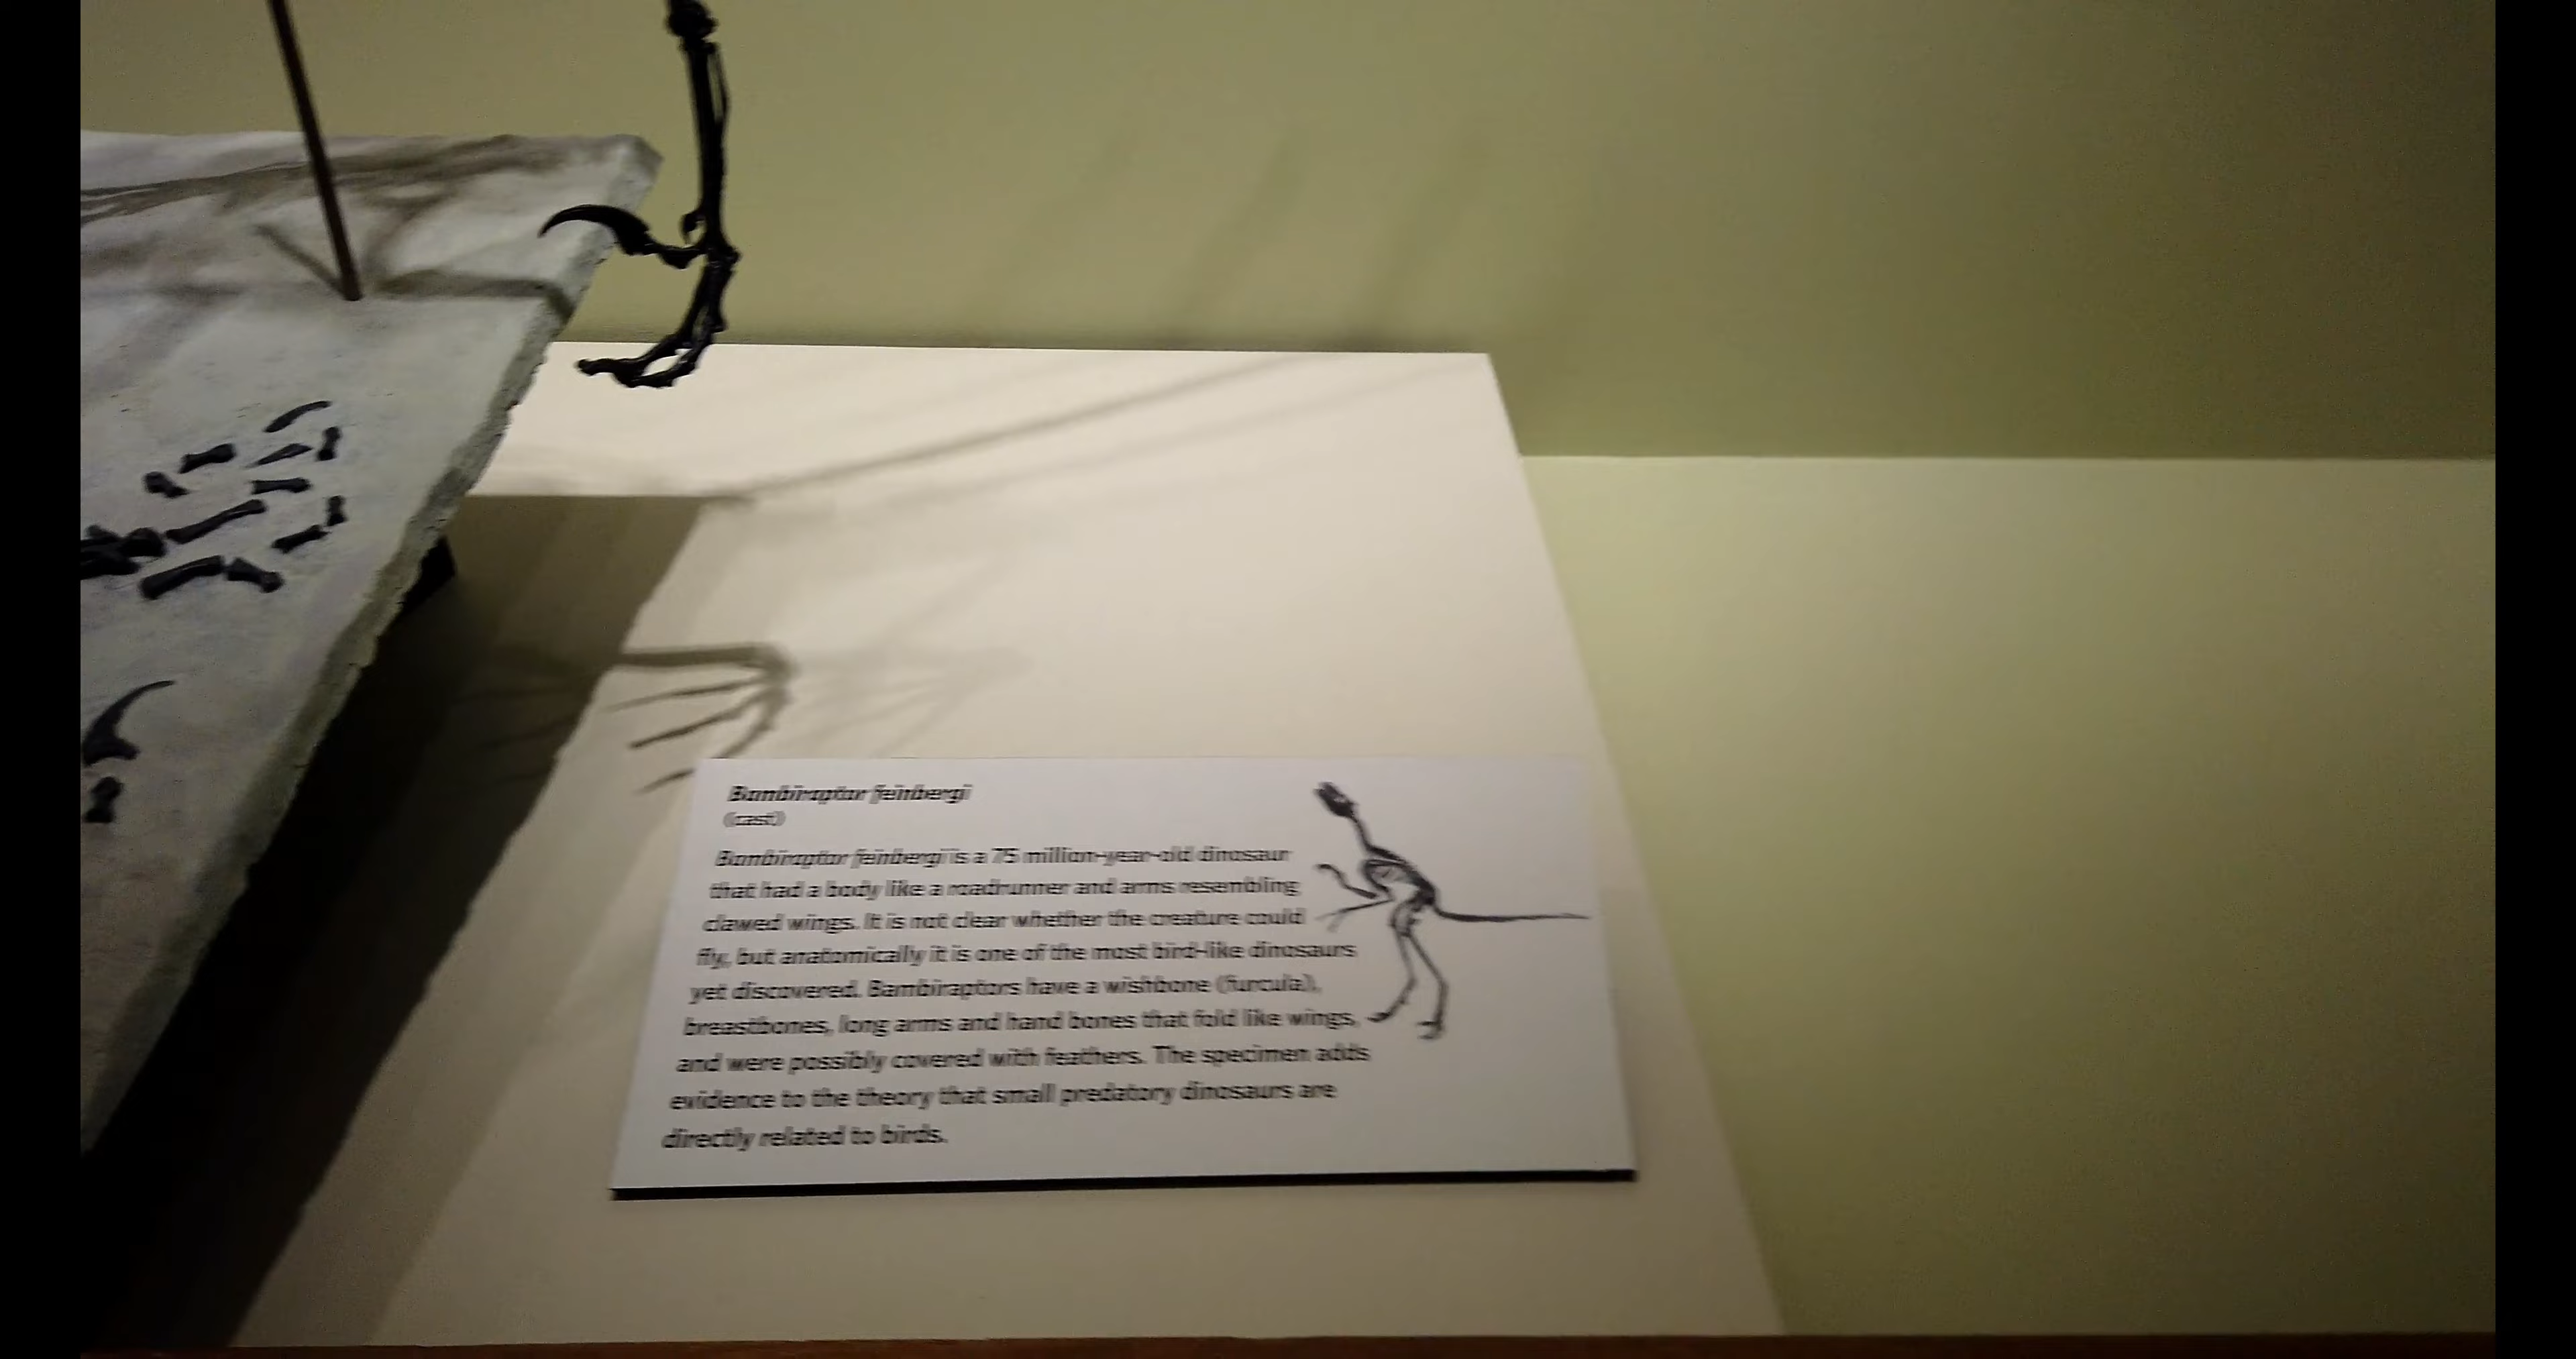 Bambiraptor feinbergi
(cast)
Bambiraptor feinbergi is a 75 million-year-old dinosaur
that had a body like a roadrunner and arms resembling
clawed wings. It is not clear whether the creature could
fly, but anatomically it is one of the most bird-like dinosaurs
yet discovered. Bambiraptors have a wishbone (furcula),
breastbones, long arms and hand bones that fold like wings,
and were possibly covered with feathers. The specimen adds
evidence to the theory that small predatory dinosaurs are
directly related to birds.